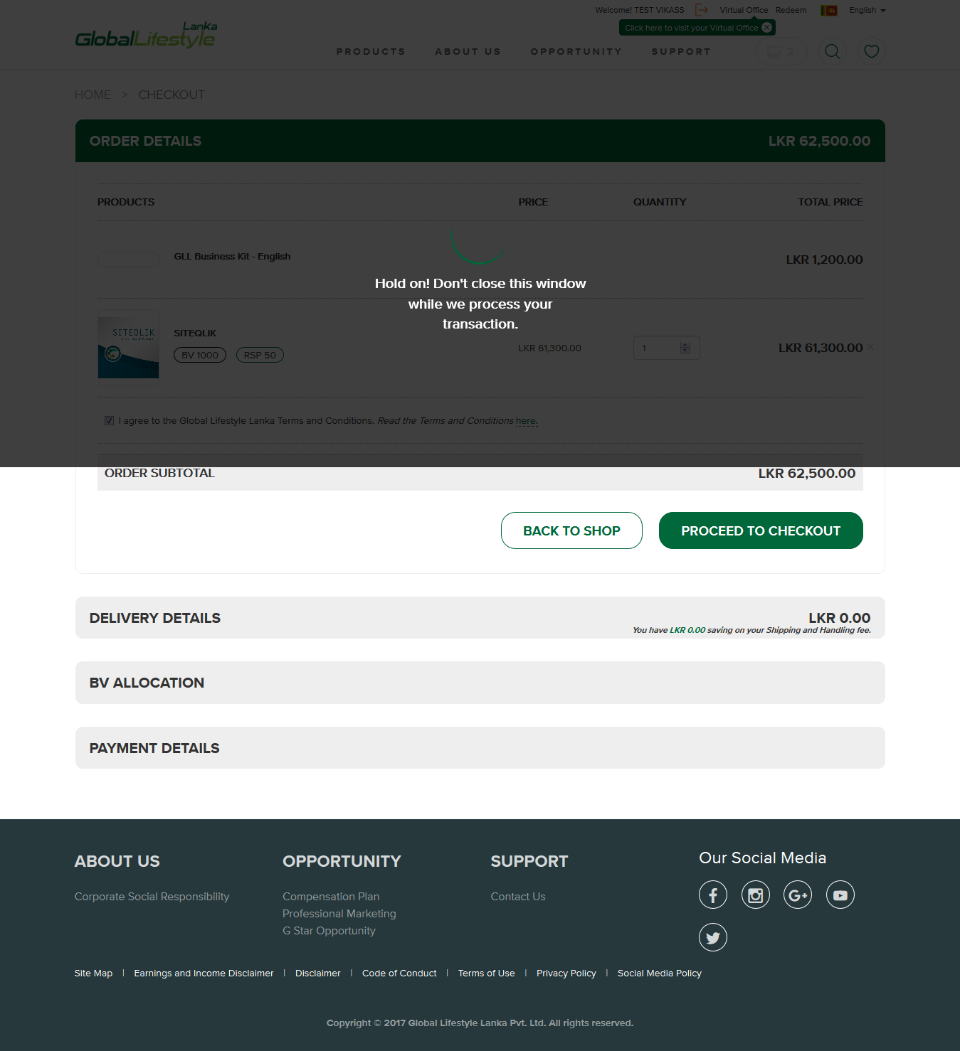 Welcome! TEST VIKASS Virtual Office Redeem English
Click here to visit your Virtual Office
Lanka
GlobalLifestyle
PRODUCTS ABOUT US OPPORTUNITY SUPPORT
HOME > CHECKOUT
ORDER DETAILS LKR 62,500.00
PRODUCTS PRICE QUANTITY TOTAL PRICE
GLL Business Kit - English LKR 1,200.00
Hold on! Don't close this window
while we process your
transaction.
SITEQLIK
SITEQLIK
BV 1000 RSP 50 LKR 61,300.00 1 LKR 61,300.00 ×
I agree to the Global Lifestyle Lanka Terms and Conditions. Read the Terms and Conditions here.
ORDER SUBTOTAL LKR 62,500.00
BACK TO SHOP PROCEED TO CHECKOUT
DELIVERY DETAILS LKR 0.00
You have LKR 0.00 saving on your Shipping and Handling fee.
BV ALLOCATION
PAYMENT DETAILS
ABOUT US OPPORTUNITY SUPPORT Our Social Media
Corporate Social Responsibility Compensation Plan Contact Us
Professional Marketing
G Star Opportunity
Site Map | Earnings and Income Disclaimer | Disclaimer | Code of Conduct | Terms of Use | Privacy Policy | Social Media Policy
Copyright © 2017 Global Lifestyle Lanka Pvt. Ltd. All rights reserved.